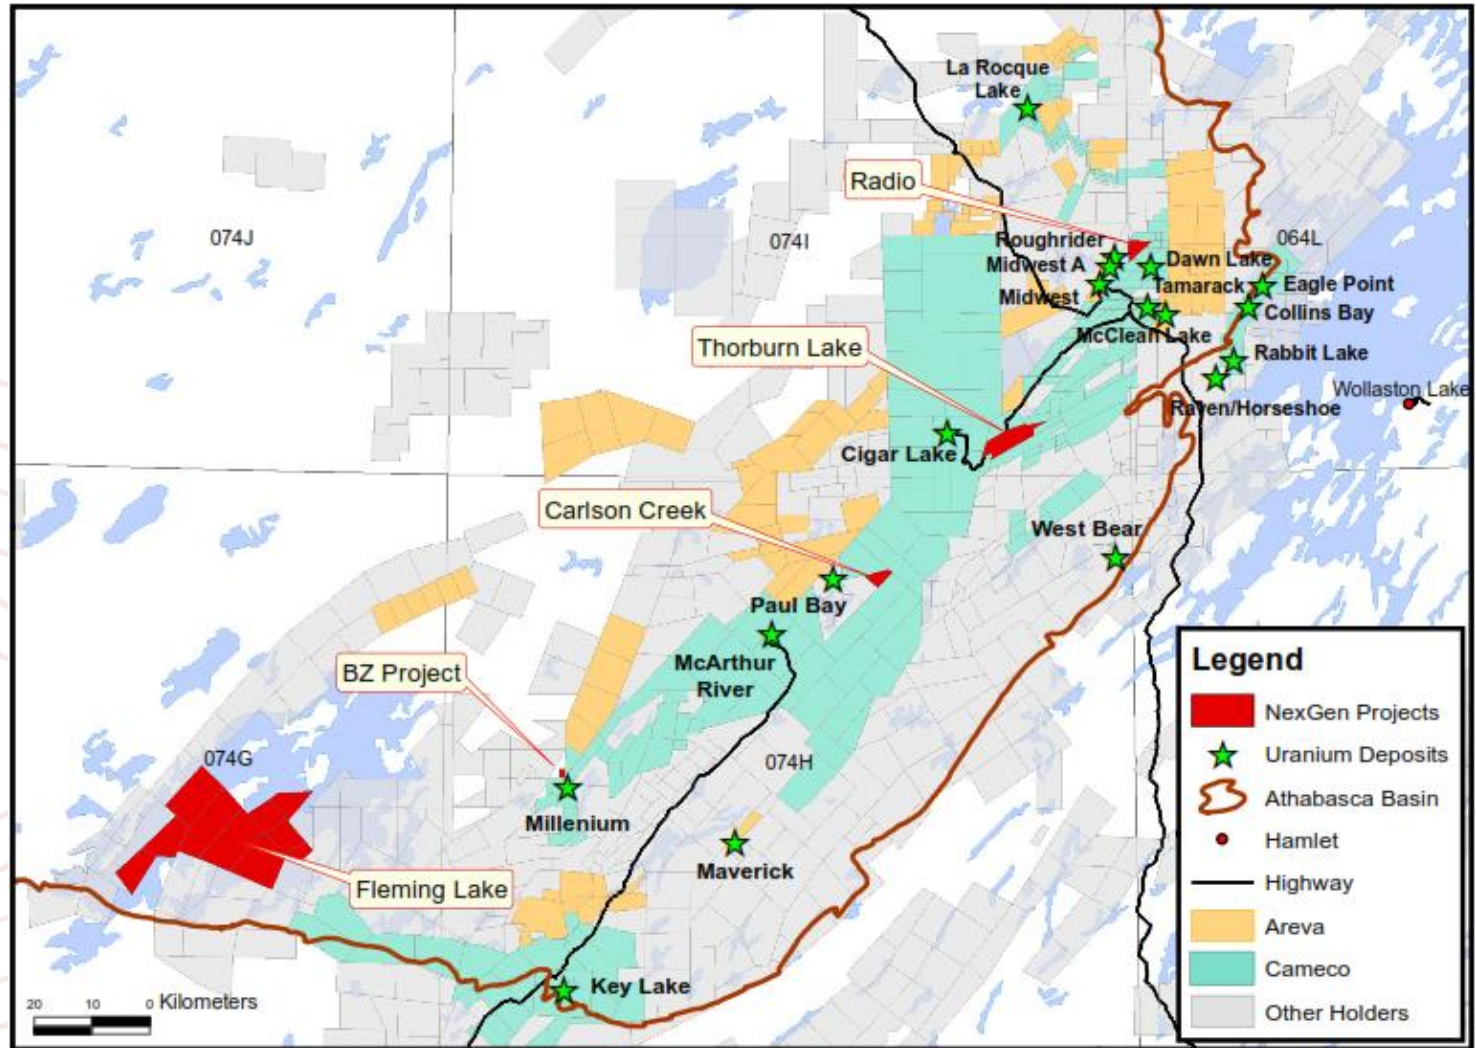 La Rocque
Lake
Radio
074J
074I
064L
Roughrider
Midwest A
Dawn Lake
Midwest
Tamarack
Eagle Point
Collins Bay
McClean Lake
Thorburn Lake
Rabbit Lake
Wollaston Lake
Raven/Horseshoe
Cigar Lake
Carlson Creek
West Bear
Paul Bay
McArthur
River
BZ Project
074G
074H
Millenium
Maverick
Fleming Lake
Key Lake
20 10 0 Kilometers
Legend
NexGen Projects
Uranium Deposits
Athabasca Basin
Hamlet
Highway
Areva
Cameco
Other Holders